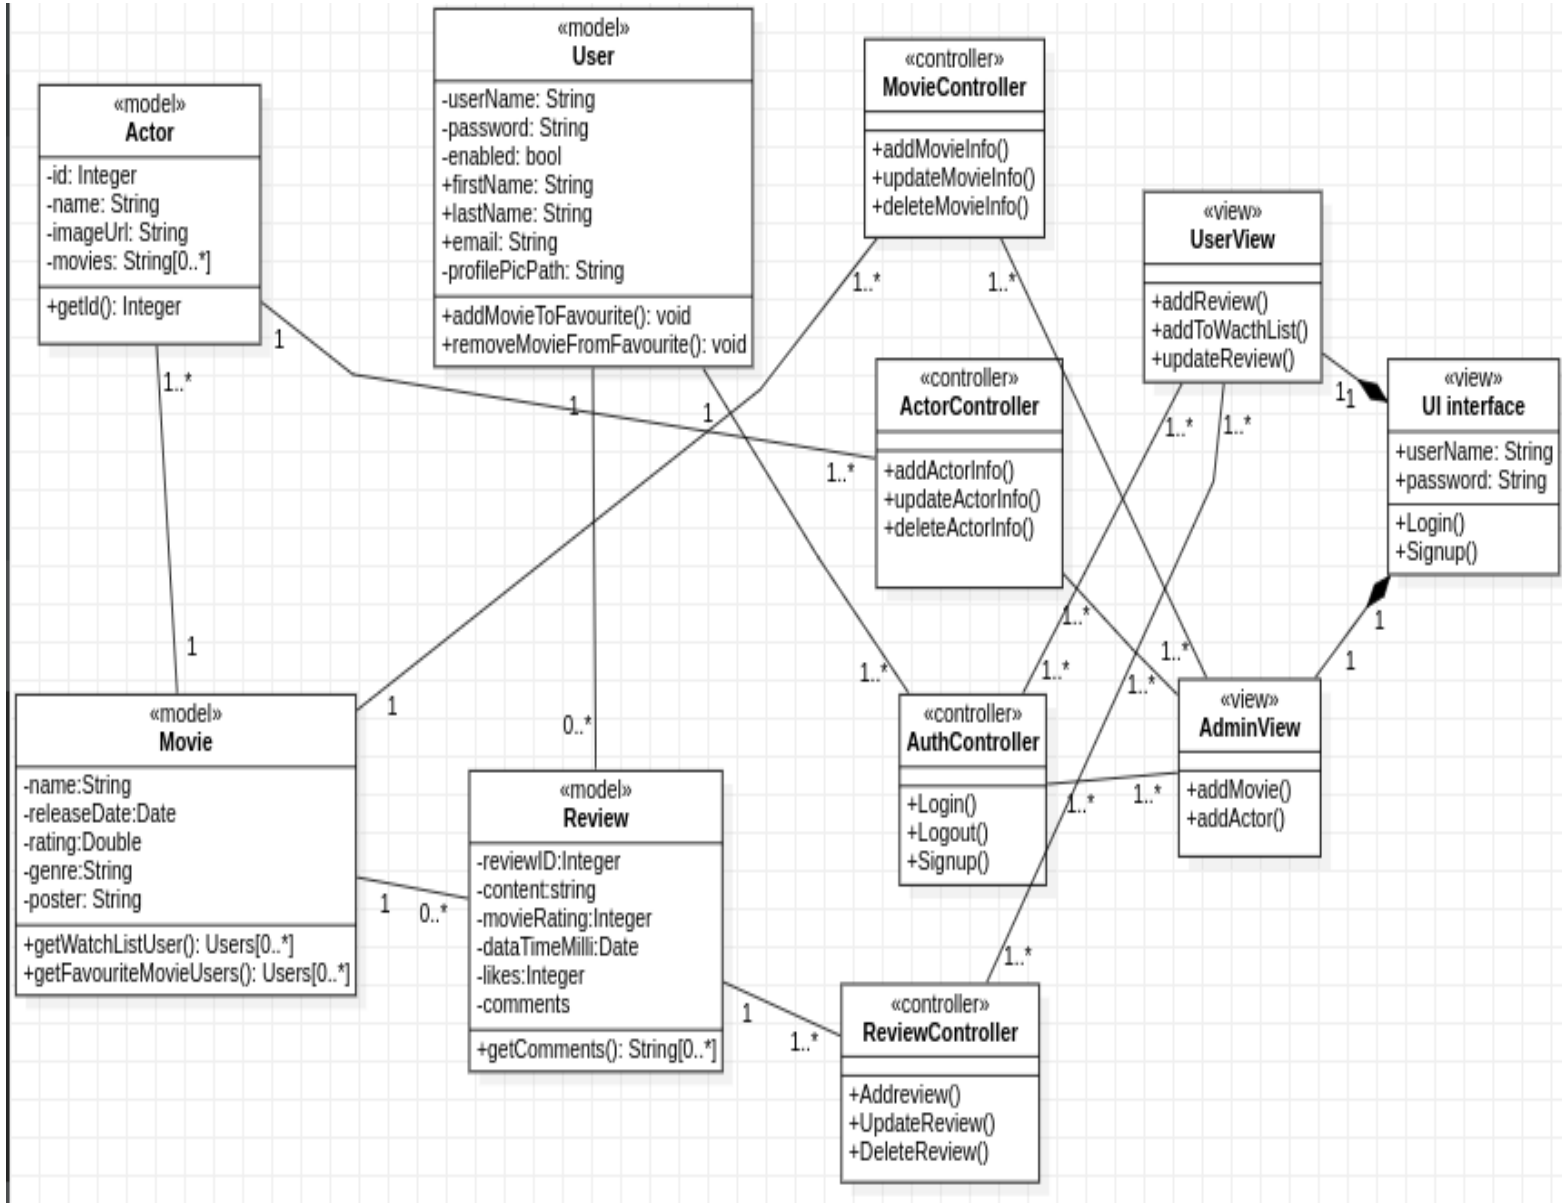 «model»
User
-userName: String
-password: String
-enabled: bool
+firstName: String
+lastName: String
+email: String
-profilePicPath: String
+addMovieToFavourite(): void
+removeMovieFromFavourite(): void
«controller»
MovieController
+addMovieInfo()
+updateMovieInfo()
+deleteMovieInfo()
«model»
Actor
-id: Integer
-name: String
-imageUrl: String
-movies: String[0..*]
+getId(): Integer
«view»
UserView
+addReview()
+addToWacthList()
+updateReview()
1..*
1..*
1
1..*
1
1
«controller»
ActorController
+addActorInfo()
+updateActorInfo()
+deleteActorInfo()
1..*
1..*
1..*
1
1
«view»
UI interface
+userName: String
+password: String
+Login()
+Signup()
1..*
1
1
1
1..*
1..*
1..*
1..*
1
0..*
1
«model»
Movie
-name:String
-releaseDate:Date
-rating:Double
-genre:String
-poster: String
+getWatchListUser(): Users[0..*]
+getFavouriteMovieUsers(): Users[0..*]
«controller»
AuthController
+Login()
+Logout()
+Signup()
«view»
AdminView
+addMovie()
+addActor()
1..*
1..*
«model»
Review
-reviewID:Integer
-content:string
-movieRating:Integer
-dataTimeMilli:Date
-likes:Integer
-comments
+getComments(): String[0..*]
1
0..*
1
1..*
1..*
«controller»
ReviewController
+Addreview()
+UpdateReview()
+DeleteReview()